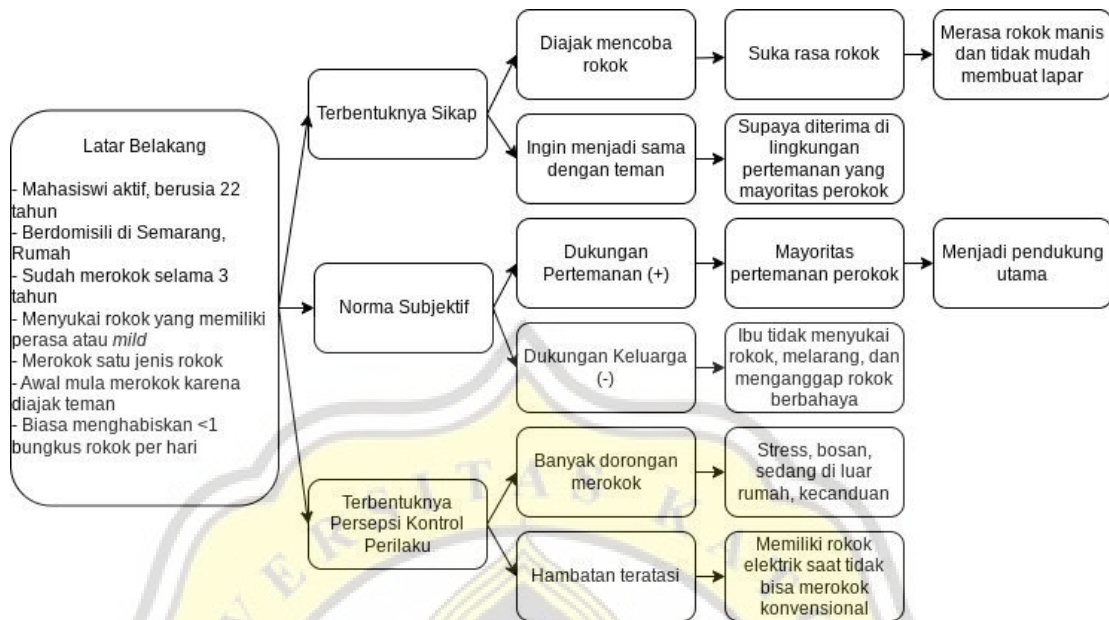 Latar Belakang
- Mahasiswi aktif, berusia 22
tahun
- Berdomisili di Semarang,
Rumah
- Sudah merokok selama 3
tahun
- Menyukai rokok yang memiliki
perasa atau mild
- Merokok satu jenis rokok
- Awal mula merokok karena
diajak teman
- Biasa menghabiskan <1
bungkus rokok per hari
Terbentuknya Sikap
Diajak mencoba
rokok
Suka rasa rokok
Merasa rokok manis
dan tidak mudah
membuat lapar
Ingin menjadi sama
dengan teman
Supaya diterima di
lingkungan
pertemanan yang
mayoritas perokok
Norma Subjektif
Dukungan
Pertemanan (+)
Mayoritas
pertemanan perokok
Menjadi pendukung
utama
Dukungan Keluarga
(-)
Ibu tidak menyukai
rokok, melarang, dan
menganggap rokok
berbahaya
Terbentuknya
Persepsi Kontrol
Perilaku
Banyak dorongan
merokok
Stress, bosan,
sedang di luar
rumah, kecanduan
Hambatan teratasi
Memiliki rokok
elektrik saat tidak
bisa merokok
konvensional